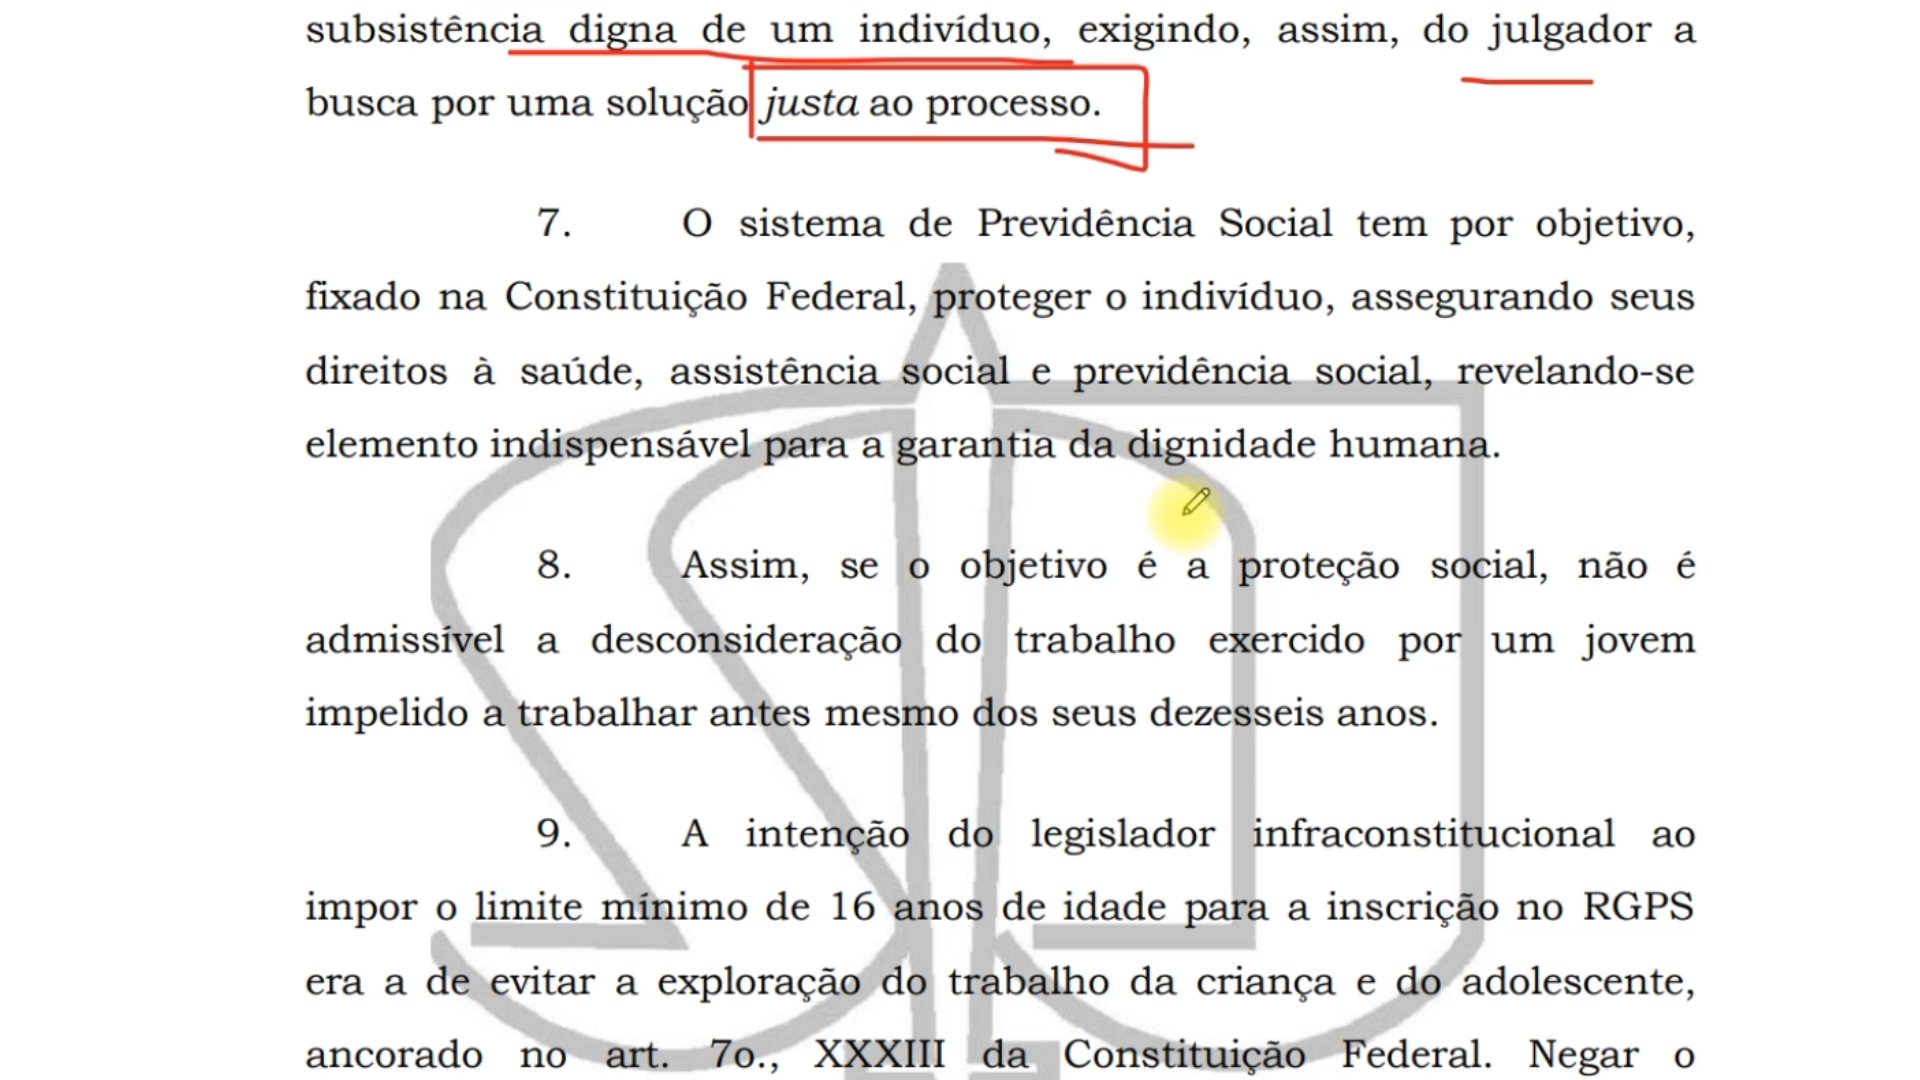 subsistência digna de um indivíduo, exigindo, assim, do julgador a
busca por uma solução justa ao processo.
7. O sistema de Previdência Social tem por objetivo,
fixado na Constituição Federal, proteger o indivíduo, assegurando seus
direitos à saúde, assistência social e previdência social, revelando-se
elemento indispensável para a garantia da dignidade humana.
8. Assim, se o objetivo é a proteção social, não é
admissível a desconsideração do trabalho exercido por um jovem
impelido a trabalhar antes mesmo dos seus dezesseis anos.
9. A intenção do legislador infraconstitucional ao
impor o limite mínimo de 16 anos de idade para a inscrição no RGPS
era a de evitar a exploração do trabalho da criança e do adolescente,
ancorado no art. 7o., XXXIII da Constituição Federal. Negar o